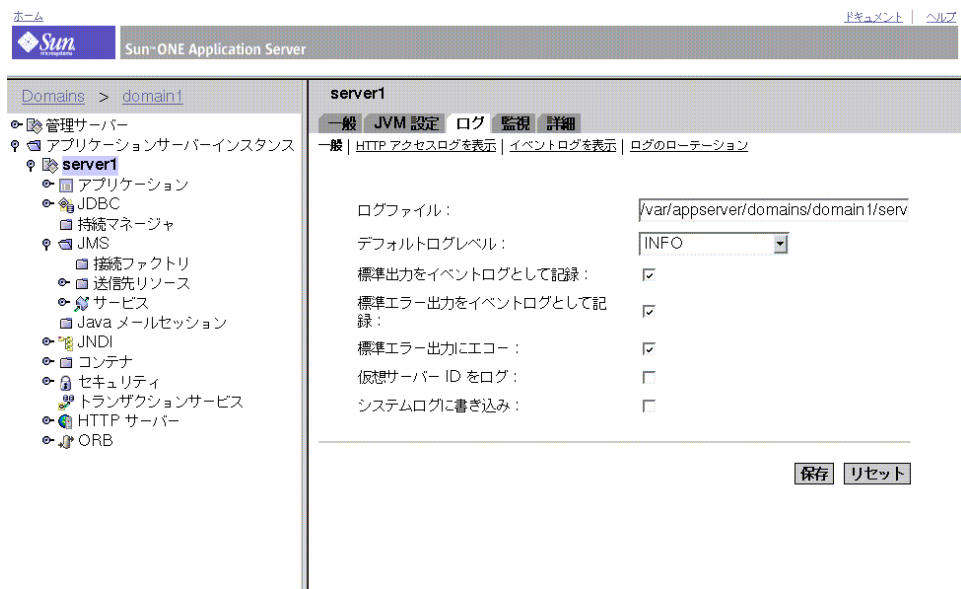 ホーム
ドキュメント | ヘルプ
Sun
microsystems
Sun™ ONE Application Server
Domains > domain1
管理サーバー
アプリケーションサーバーインスタンス
server1
アプリケーション
JDBC
持続マネージャ
JMS
接続ファクトリ
送信先リソース
サービス
Java メールセッション
JNDI
コンテナ
セキュリティ
トランザクションサービス
HTTP サーバー
ORB
server1
一般 JVM 設定 ログ 監視 詳細
一般 | HTTP アクセスログを表示 | イベントログを表示 | ログのローテーション
ログファイル : /var/appserver/domains/domain1/serv
デフォルトログレベル : INFO
標準出力をイベントログとして記録 :
標準エラー出力をイベントログとして記
録 :
標準エラー出力にエコー :
仮想サーバー ID をログ :
システムログに書き込み :
保存 リセット